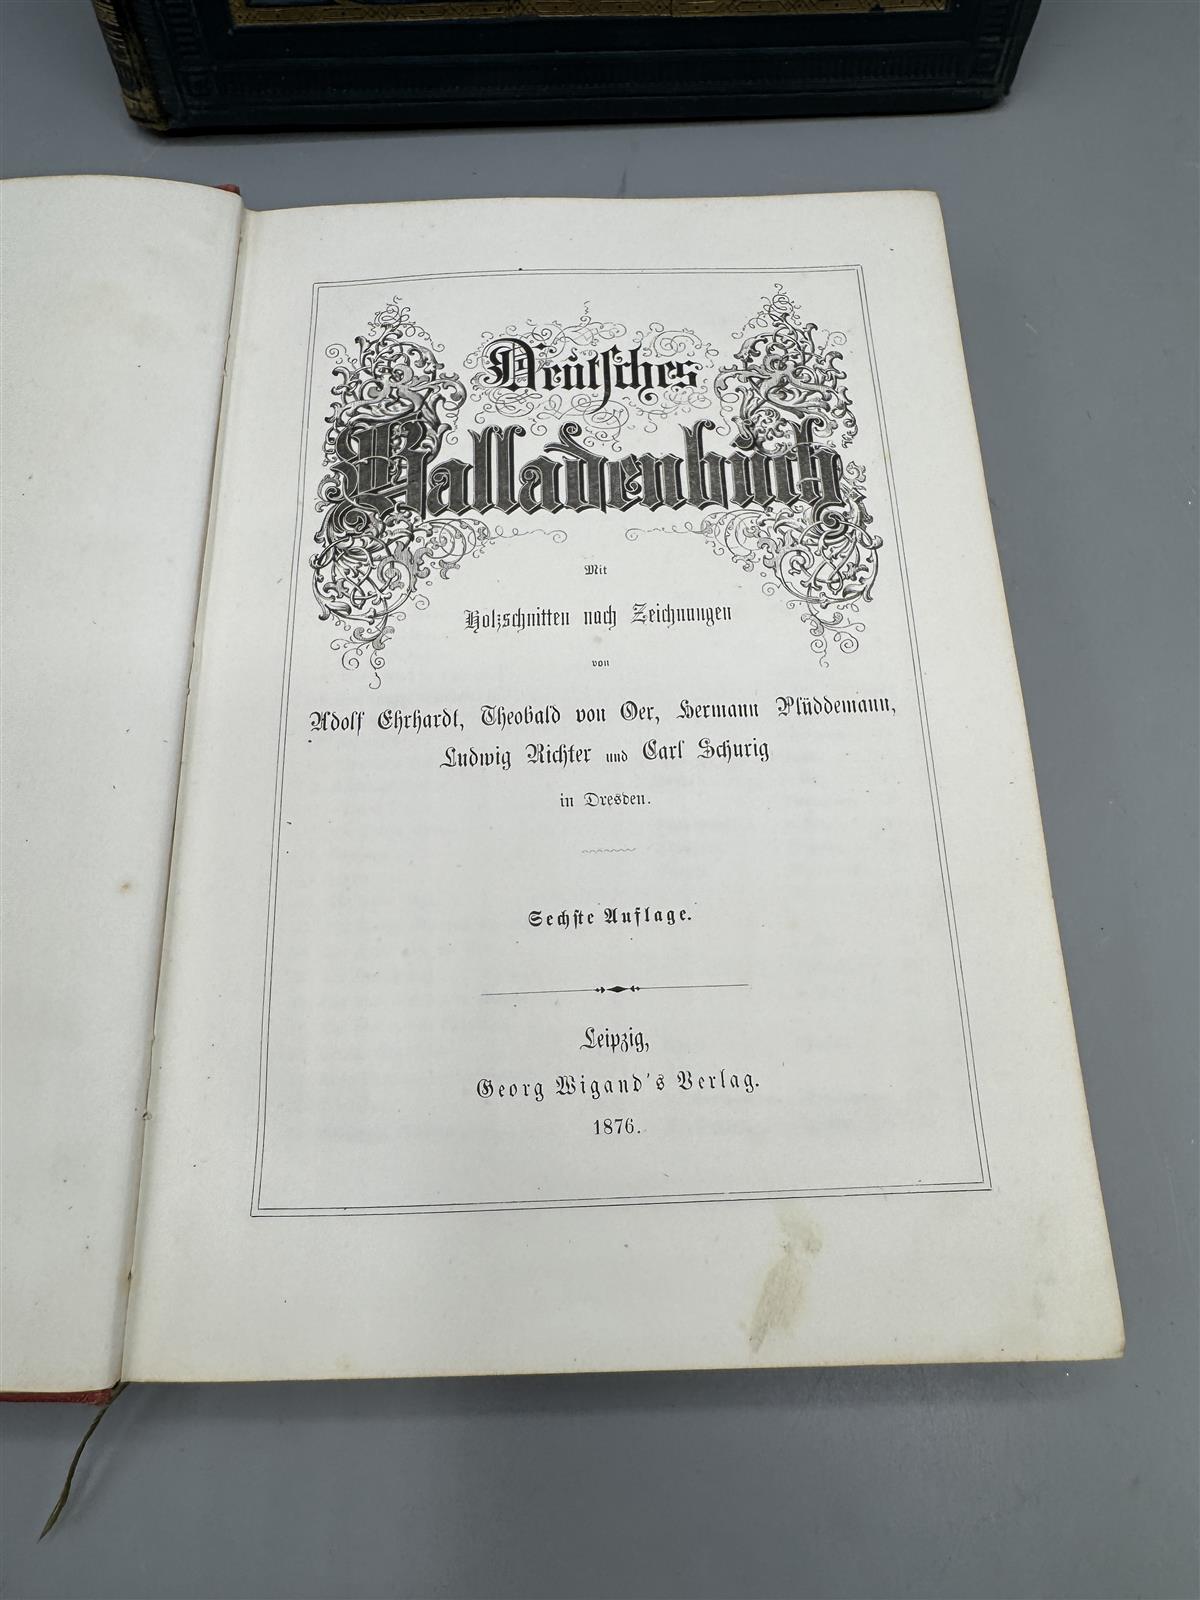 Deutſches
Balladenbuch
Mit
Holzschnitten nach Zeichnungen
von
Adolf Ehrhardt, Theobald von Oer, Hermann Plüddemann,
Ludwig Richter und Carl Schurig
in Dresden.
Sechſte Auflage.
Leipzig,
Georg Wigand's Verlag.
1876.